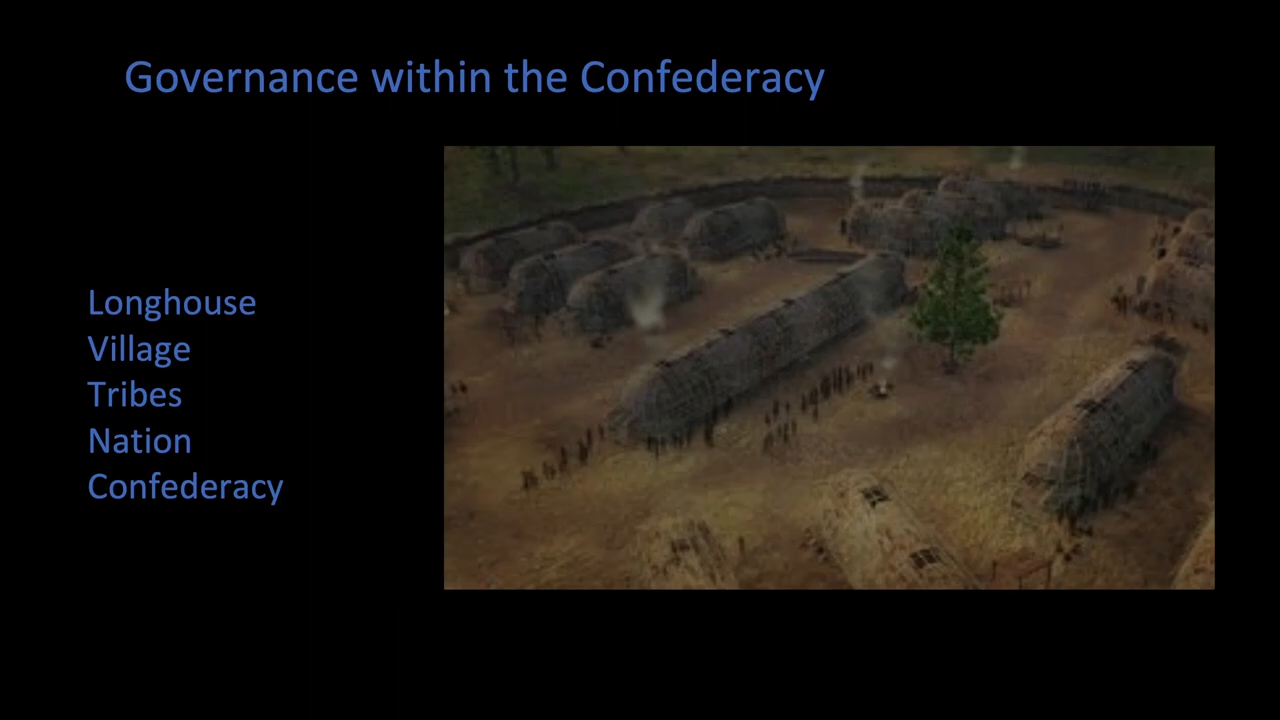 Governance within the Confederacy
Longhouse
Village
Tribes
Nation
Confederacy